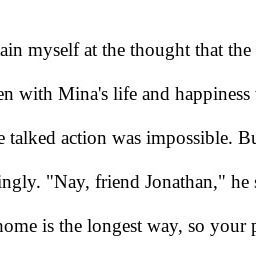 ain myself at the thought that the
en with Mina's life and happiness
e talked action was impossible. Bu
ingly. "Nay, friend Jonathan," he s
home is the longest way, so your p